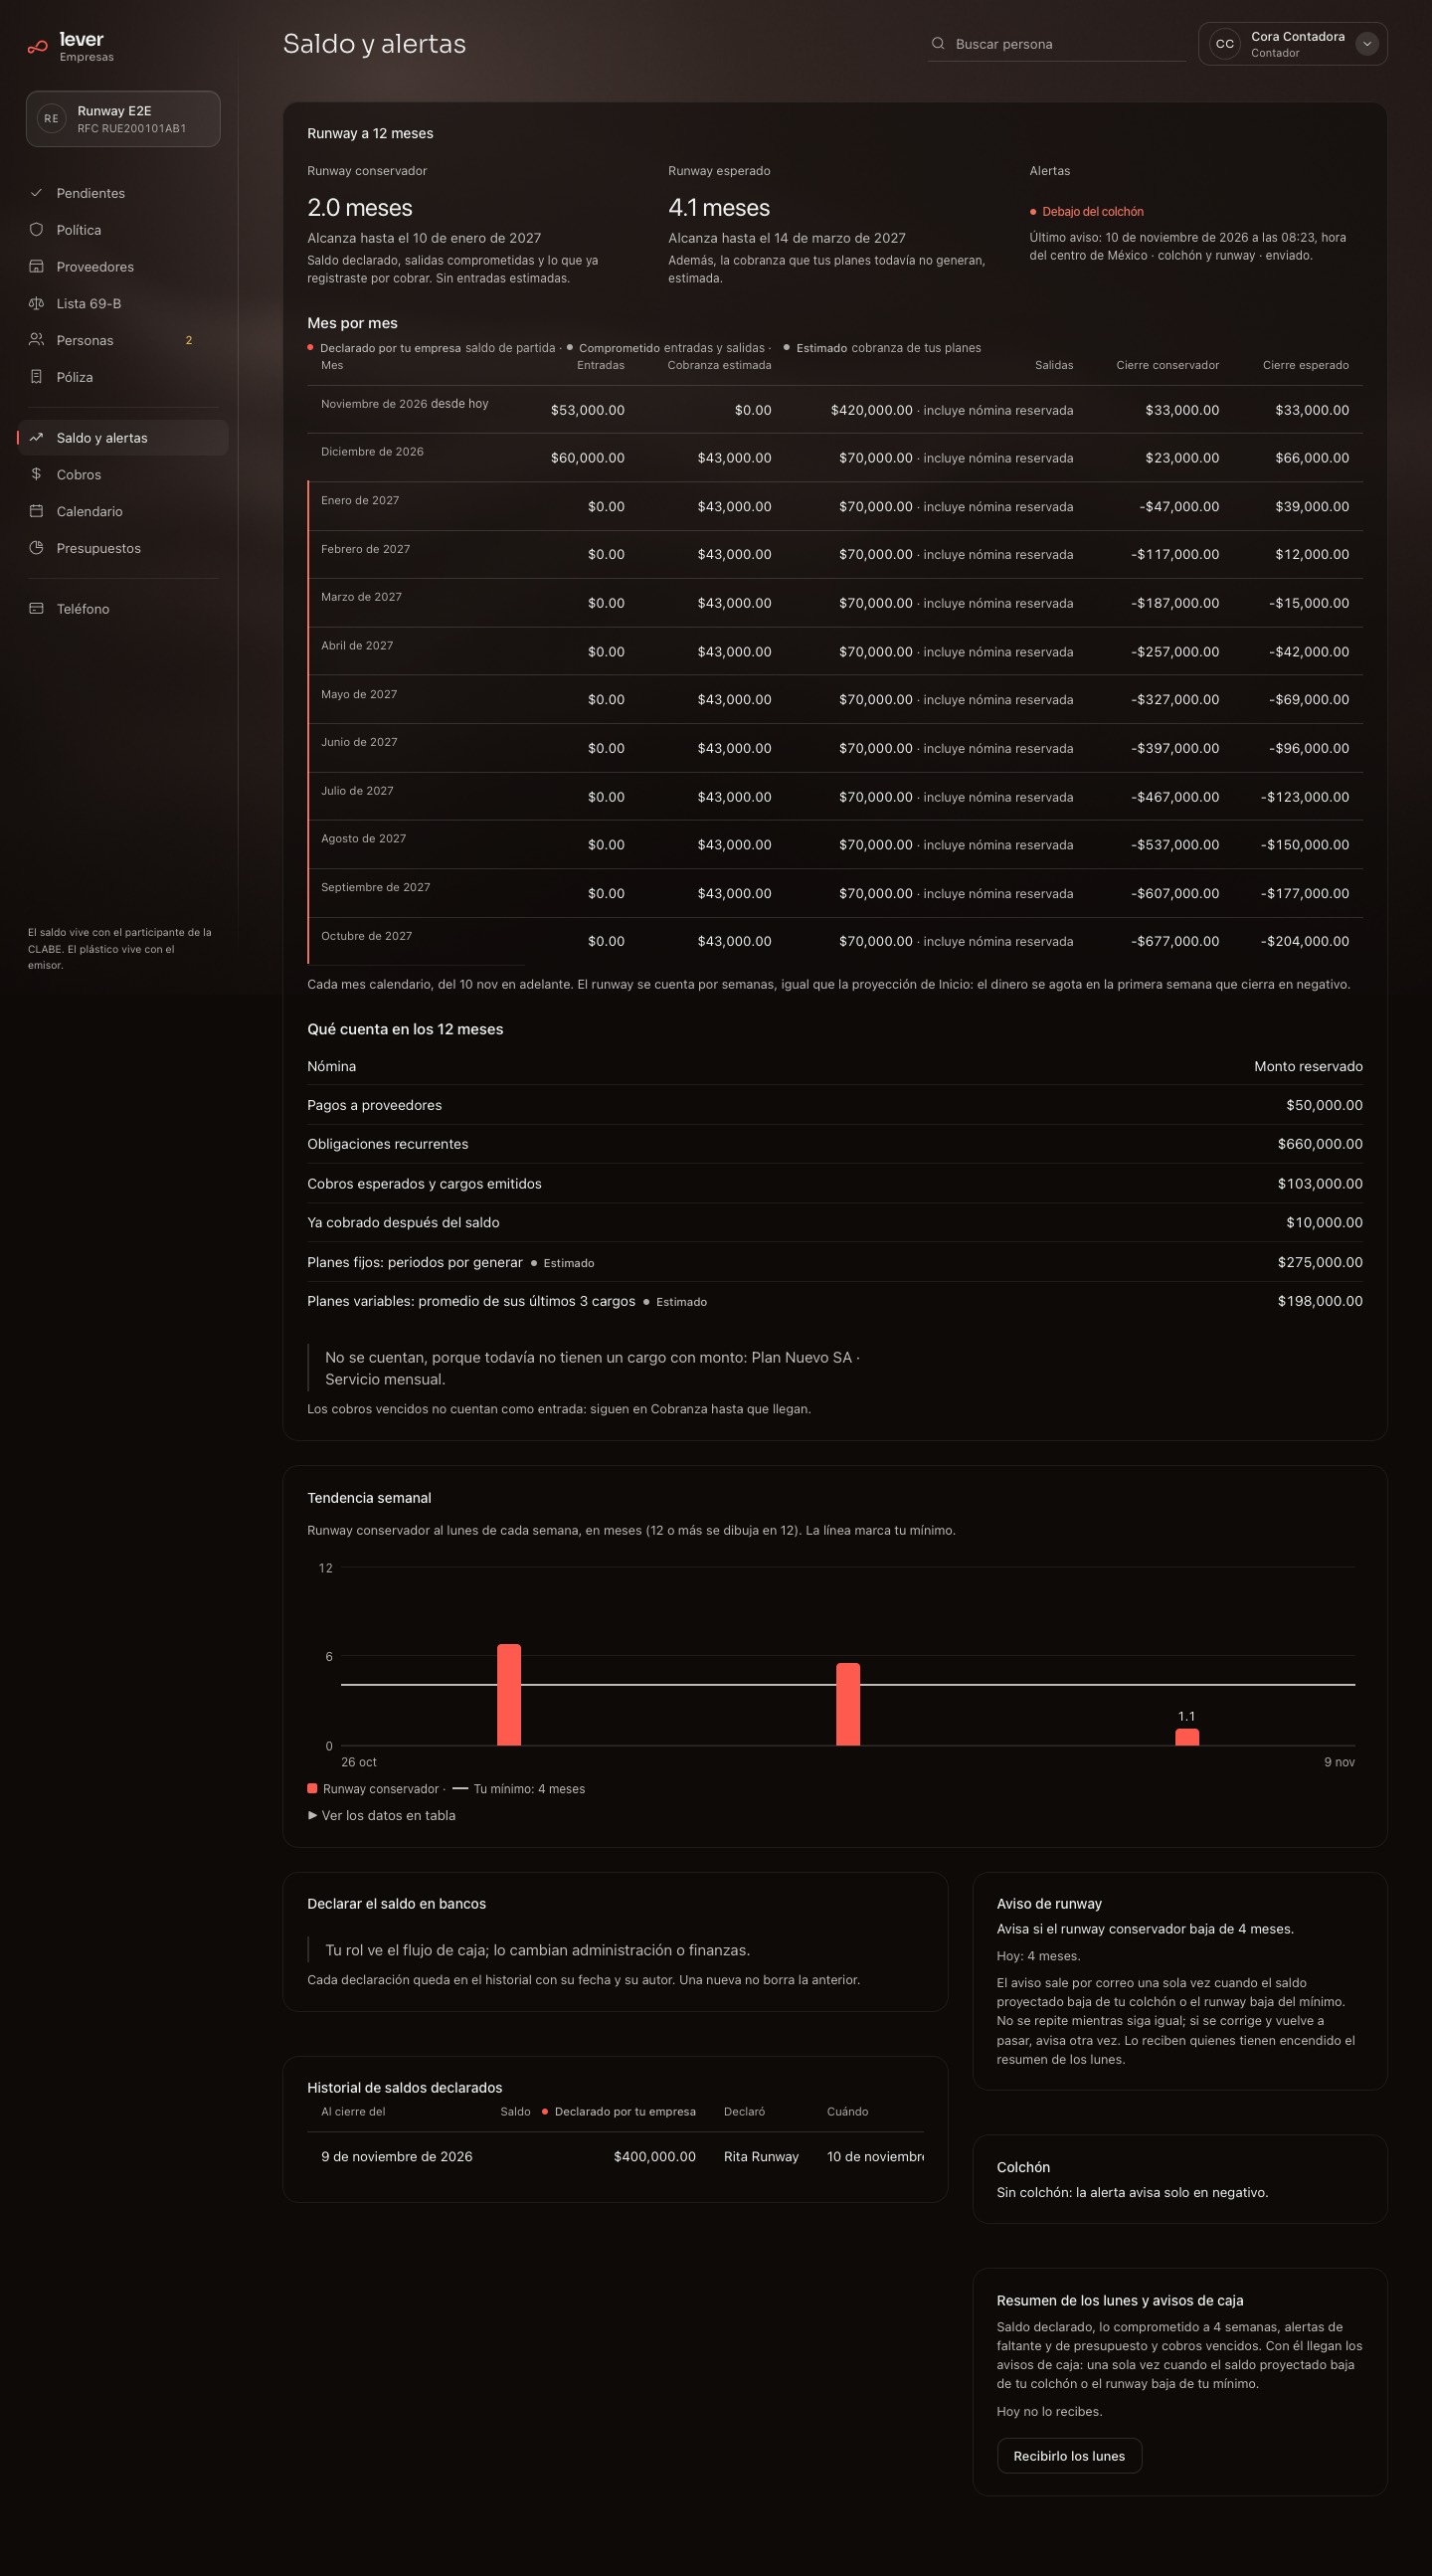 lever
Empresas
RE
Runway E2E
RFC RUE200101AB1
Pendientes
Política
Proveedores
Lista 69-B
Personas 2
Póliza
Saldo y alertas
Cobros
Calendario
Presupuestos
Teléfono
El saldo vive con el participante de la
CLABE. El plástico vive con el
emisor.
Saldo y alertas
Buscar persona
CC
Cora Contadora
Contador
Runway a 12 meses
Runway conservador
2.0 meses
Alcanza hasta el 10 de enero de 2027
Saldo declarado, salidas comprometidas y lo que ya
registraste por cobrar. Sin entradas estimadas.
Runway esperado
4.1 meses
Alcanza hasta el 14 de marzo de 2027
Además, la cobranza que tus planes todavía no generan,
estimada.
Alertas
Debajo del colchón
Último aviso: 10 de noviembre de 2026 a las 08:23, hora
del centro de México · colchón y runway · enviado.
Mes por mes
Declarado por tu empresa saldo de partida · Comprometido entradas y salidas · Estimado cobranza de tus planes
Mes Entradas Cobranza estimada Salidas Cierre conservador Cierre esperado
Noviembre de 2026 desde hoy $53,000.00 $0.00 $420,000.00 · incluye nómina reservada $33,000.00 $33,000.00
Diciembre de 2026 $60,000.00 $43,000.00 $70,000.00 · incluye nómina reservada $23,000.00 $66,000.00
Enero de 2027 $0.00 $43,000.00 $70,000.00 · incluye nómina reservada -$47,000.00 $39,000.00
Febrero de 2027 $0.00 $43,000.00 $70,000.00 · incluye nómina reservada -$117,000.00 $12,000.00
Marzo de 2027 $0.00 $43,000.00 $70,000.00 · incluye nómina reservada -$187,000.00 -$15,000.00
Abril de 2027 $0.00 $43,000.00 $70,000.00 · incluye nómina reservada -$257,000.00 -$42,000.00
Mayo de 2027 $0.00 $43,000.00 $70,000.00 · incluye nómina reservada -$327,000.00 -$69,000.00
Junio de 2027 $0.00 $43,000.00 $70,000.00 · incluye nómina reservada -$397,000.00 -$96,000.00
Julio de 2027 $0.00 $43,000.00 $70,000.00 · incluye nómina reservada -$467,000.00 -$123,000.00
Agosto de 2027 $0.00 $43,000.00 $70,000.00 · incluye nómina reservada -$537,000.00 -$150,000.00
Septiembre de 2027 $0.00 $43,000.00 $70,000.00 · incluye nómina reservada -$607,000.00 -$177,000.00
Octubre de 2027 $0.00 $43,000.00 $70,000.00 · incluye nómina reservada -$677,000.00 -$204,000.00
Cada mes calendario, del 10 nov en adelante. El runway se cuenta por semanas, igual que la proyección de Inicio: el dinero se agota en la primera semana que cierra en negativo.
Qué cuenta en los 12 meses
Nómina Monto reservado
Pagos a proveedores $50,000.00
Obligaciones recurrentes $660,000.00
Cobros esperados y cargos emitidos $103,000.00
Ya cobrado después del saldo $10,000.00
Planes fijos: periodos por generar Estimado $275,000.00
Planes variables: promedio de sus últimos 3 cargos Estimado $198,000.00
No se cuentan, porque todavía no tienen un cargo con monto: Plan Nuevo SA ·
Servicio mensual.
Los cobros vencidos no cuentan como entrada: siguen en Cobranza hasta que llegan.
Tendencia semanal
Runway conservador al lunes de cada semana, en meses (12 o más se dibuja en 12). La línea marca tu mínimo.
12
6
1.1
0
26 oct 9 nov
Runway conservador · Tu mínimo: 4 meses
Ver los datos en tabla
Declarar el saldo en bancos
Tu rol ve el flujo de caja; lo cambian administración o finanzas.
Cada declaración queda en el historial con su fecha y su autor. Una nueva no borra la anterior.
Historial de saldos declarados
Al cierre del Saldo Declarado por tu empresa Declaró Cuándo
9 de noviembre de 2026 $400,000.00 Rita Runway 10 de noviembre
Aviso de runway
Avisa si el runway conservador baja de 4 meses.
Hoy: 4 meses.
El aviso sale por correo una sola vez cuando el saldo
proyectado baja de tu colchón o el runway baja del mínimo.
No se repite mientras siga igual; si se corrige y vuelve a
pasar, avisa otra vez. Lo reciben quienes tienen encendido el
resumen de los lunes.
Colchón
Sin colchón: la alerta avisa solo en negativo.
Resumen de los lunes y avisos de caja
Saldo declarado, lo comprometido a 4 semanas, alertas de
faltante y de presupuesto y cobros vencidos. Con él llegan los
avisos de caja: una sola vez cuando el saldo proyectado baja
de tu colchón o el runway baja de tu mínimo.
Hoy no lo recibes.
Recibirlo los lunes